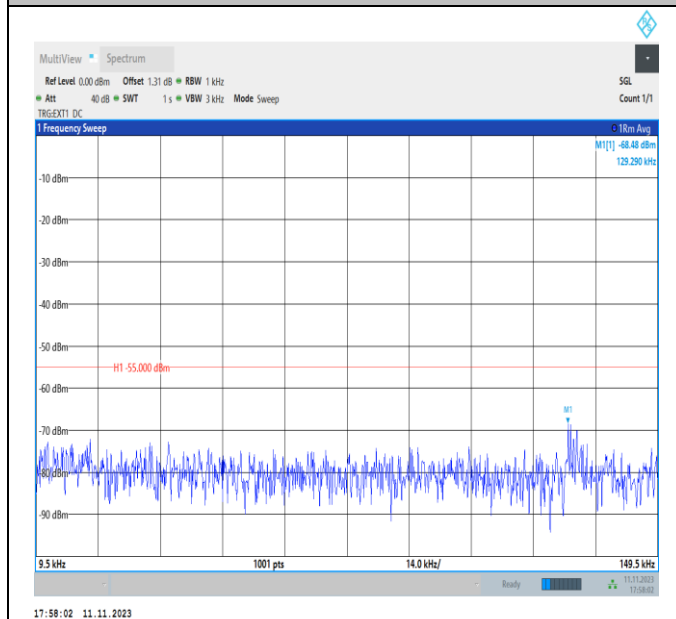 MultiView Spectrum
Ref Level 0.00 dBm Offset 1.31 dB RBW 1 kHz SGL
Att 40 dB SWT 1 s VBW 3 kHz Mode Sweep Count 1/1
TRG:EXT1 DC
1 Frequency Sweep 1Rm Avg
M1[1] -68.48 dBm
129.290 kHz
-10 dBm
-20 dBm
-30 dBm
-40 dBm
-50 dBm
H1 -55.000 dBm
-60 dBm
M1
-70 dBm
-80 dBm
-90 dBm
9.5 kHz 1001 pts 14.0 kHz/ 149.5 kHz
Ready 11.11.2023
17:58:02
17:58:02 11.11.2023